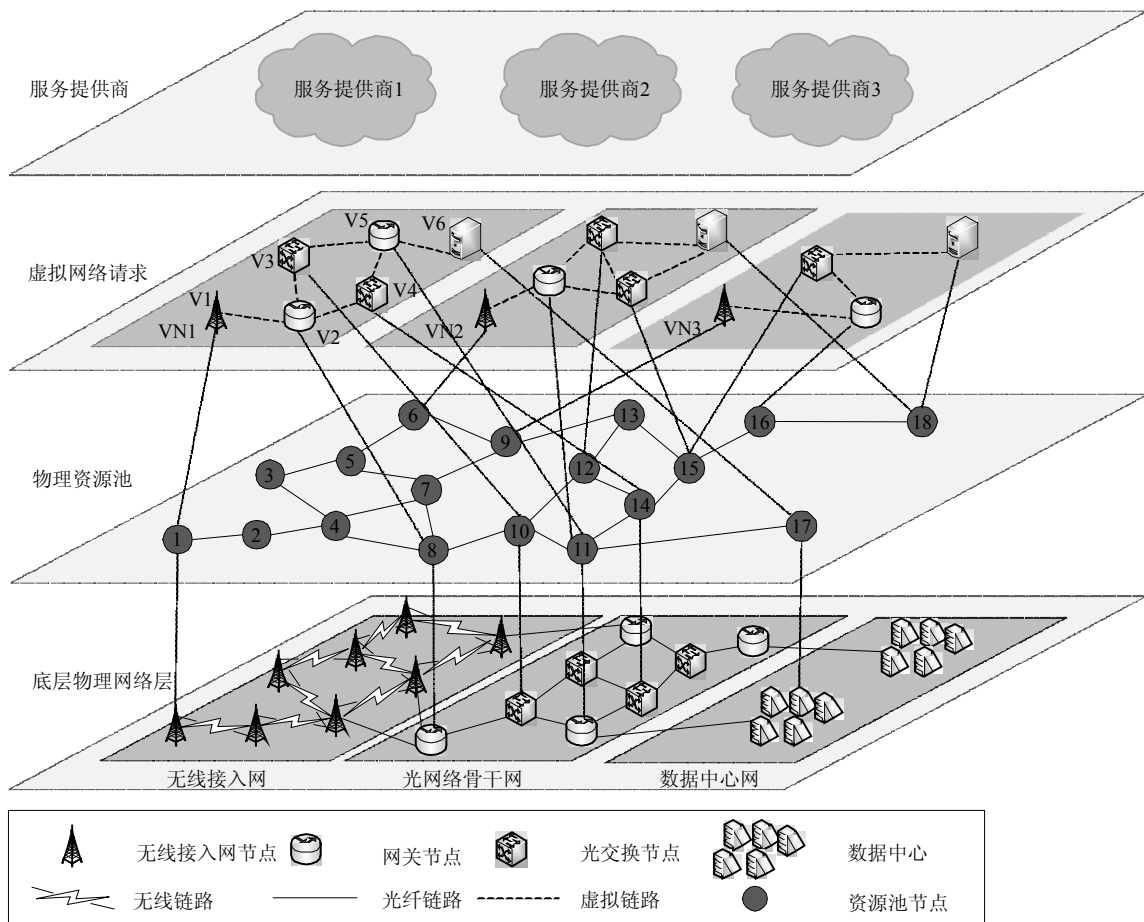 服务提供商
服务提供商1
服务提供商2
服务提供商3
虚拟网络请求
V5
V6
V3
V4
V1
V2
VN1
VN2
VN3
物理资源池
6
13
16
18
9
5
12
15
3
7
14
10
17
4
2
1
8
11
底层物理网络层
无线接入网
光网络骨干网
数据中心网
无线接入网节点
网关节点
光交换节点
数据中心
无线链路
光纤链路
虚拟链路
资源池节点